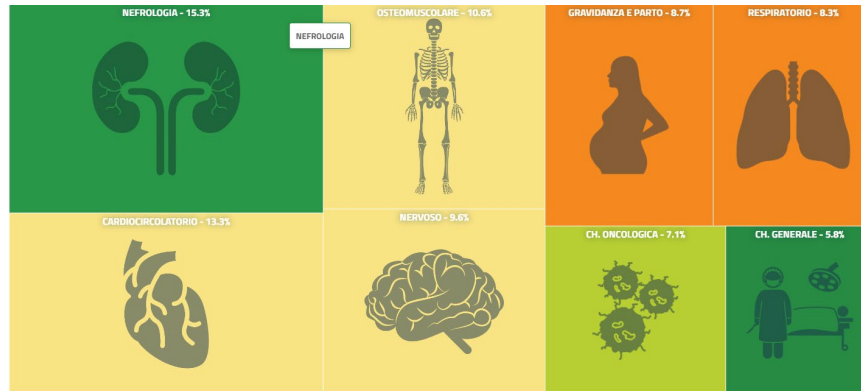 NEFROLOGIA - 15.3%
NEFROLOGIA
OSTEOMUSCOLARE - 10.6%
GRAVIDANZA E PARTO - 8.7%
RESPIRATORIO - 8.3%
CARDIOCIRCOLATORIO - 13.3%
NERVOSO - 9.6%
CH. ONCOLOGICA - 7.1%
CH. GENERALE - 5.8%